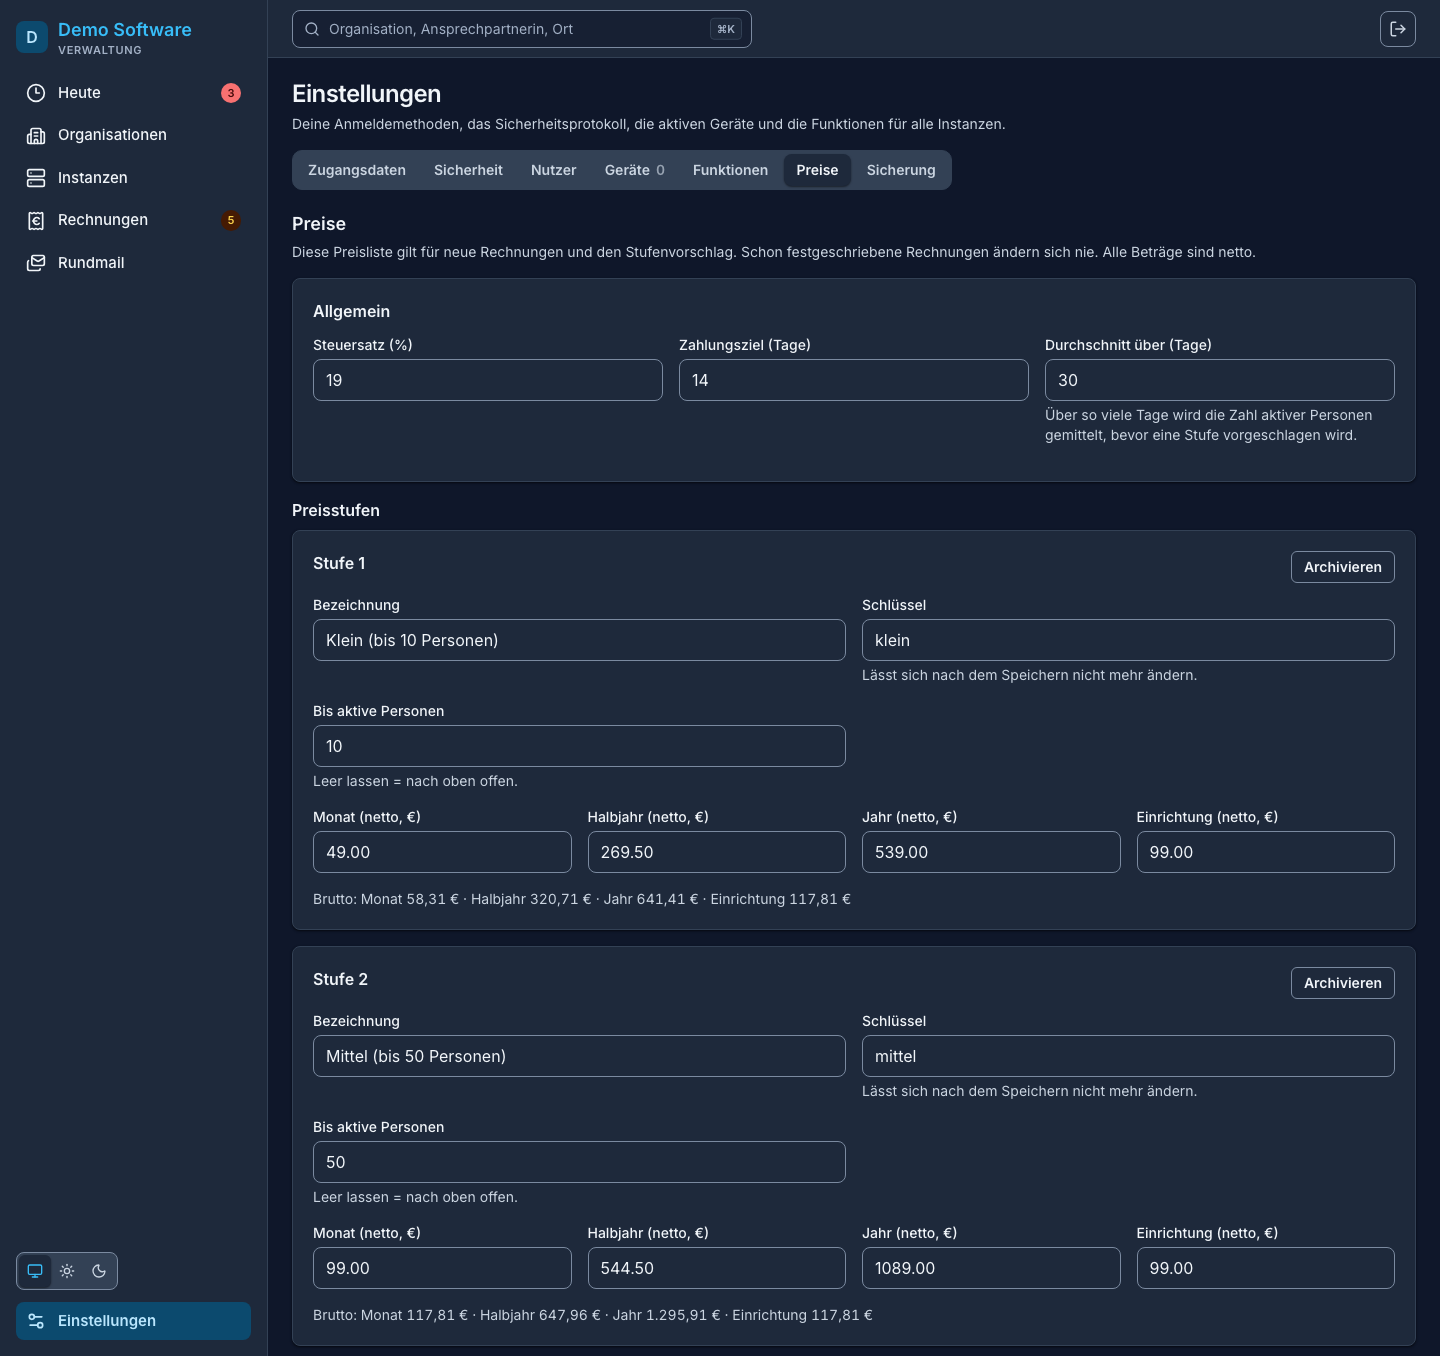 D
Demo Software
VERWALTUNG
Organisation, Ansprechpartnerin, Ort
⌘K
Heute
3
Organisationen
Instanzen
Rechnungen
5
Rundmail
Einstellungen
Deine Anmeldemethoden, das Sicherheitsprotokoll, die aktiven Geräte und die Funktionen für alle Instanzen.
Zugangsdaten Sicherheit Nutzer Geräte 0 Funktionen Preise Sicherung
Preise
Diese Preisliste gilt für neue Rechnungen und den Stufenvorschlag. Schon festgeschriebene Rechnungen ändern sich nie. Alle Beträge sind netto.
Allgemein
Steuersatz (%) Zahlungsziel (Tage) Durchschnitt über (Tage)
19 14 30
Über so viele Tage wird die Zahl aktiver Personen
gemittelt, bevor eine Stufe vorgeschlagen wird.
Preisstufen
Stufe 1
Archivieren
Bezeichnung Schlüssel
Klein (bis 10 Personen) klein
Lässt sich nach dem Speichern nicht mehr ändern.
Bis aktive Personen
10
Leer lassen = nach oben offen.
Monat (netto, €) Halbjahr (netto, €) Jahr (netto, €) Einrichtung (netto, €)
49.00 269.50 539.00 99.00
Brutto: Monat 58,31 € · Halbjahr 320,71 € · Jahr 641,41 € · Einrichtung 117,81 €
Stufe 2
Archivieren
Bezeichnung Schlüssel
Mittel (bis 50 Personen) mittel
Lässt sich nach dem Speichern nicht mehr ändern.
Bis aktive Personen
50
Leer lassen = nach oben offen.
Monat (netto, €) Halbjahr (netto, €) Jahr (netto, €) Einrichtung (netto, €)
99.00 544.50 1089.00 99.00
Brutto: Monat 117,81 € · Halbjahr 647,96 € · Jahr 1.295,91 € · Einrichtung 117,81 €
Einstellungen